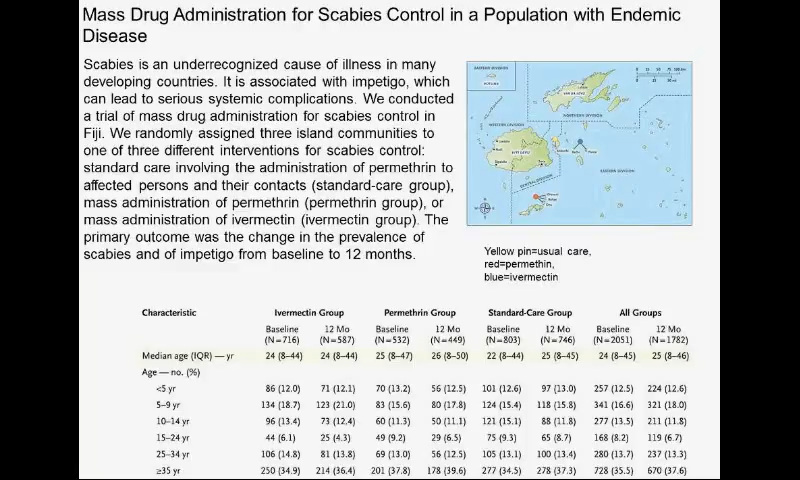 Mass Drug Administration for Scabies Control in a Population with Endemic
Disease
Scabies is an underrecognized cause of illness in many
developing countries. It is associated with impetigo, which
can lead to serious systemic complications. We conducted
a trial of mass drug administration for scabies control in
Fiji. We randomly assigned three island communities to
one of three different interventions for scabies control:
standard care involving the administration of permethrin to
affected persons and their contacts (standard-care group),
mass administration of permethrin (permethrin group), or
mass administration of ivermectin (ivermectin group). The
primary outcome was the change in the prevalence of
scabies and of impetigo from baseline to 12 months.
EASTERN DIVISION
NORTHERN DIVISION
WESTERN DIVISION
EASTERN DIVISION
CENTRAL DIVISION
Yellow pin=usual care,
red=permethin,
blue=ivermectin
Characteristic Ivermectin Group Permethrin Group Standard-Care Group All Groups
Baseline 12 Mo Baseline 12 Mo Baseline 12 Mo Baseline 12 Mo
(N=716) (N=587) (N=532) (N=449) (N=803) (N=746) (N=2051) (N=1782)
Median age (IQR) — yr 24 (8–44) 24 (8–44) 25 (8–47) 26 (8–50) 22 (8–44) 25 (8–45) 24 (8–45) 25 (8–46)
Age — no. (%)
<5 yr 86 (12.0) 71 (12.1) 70 (13.2) 56 (12.5) 101 (12.6) 97 (13.0) 257 (12.5) 224 (12.6)
5–9 yr 134 (18.7) 123 (21.0) 83 (15.6) 80 (17.8) 124 (15.4) 118 (15.8) 341 (16.6) 321 (18.0)
10–14 yr 96 (13.4) 73 (12.4) 60 (11.3) 50 (11.1) 121 (15.1) 88 (11.8) 277 (13.5) 211 (11.8)
15–24 yr 44 (6.1) 25 (4.3) 49 (9.2) 29 (6.5) 75 (9.3) 65 (8.7) 168 (8.2) 119 (6.7)
25–34 yr 106 (14.8) 81 (13.8) 69 (13.0) 56 (12.5) 105 (13.1) 100 (13.4) 280 (13.7) 237 (13.3)
≥35 yr 250 (34.9) 214 (36.4) 201 (37.8) 178 (39.6) 277 (34.5) 278 (37.3) 728 (35.5) 670 (37.6)